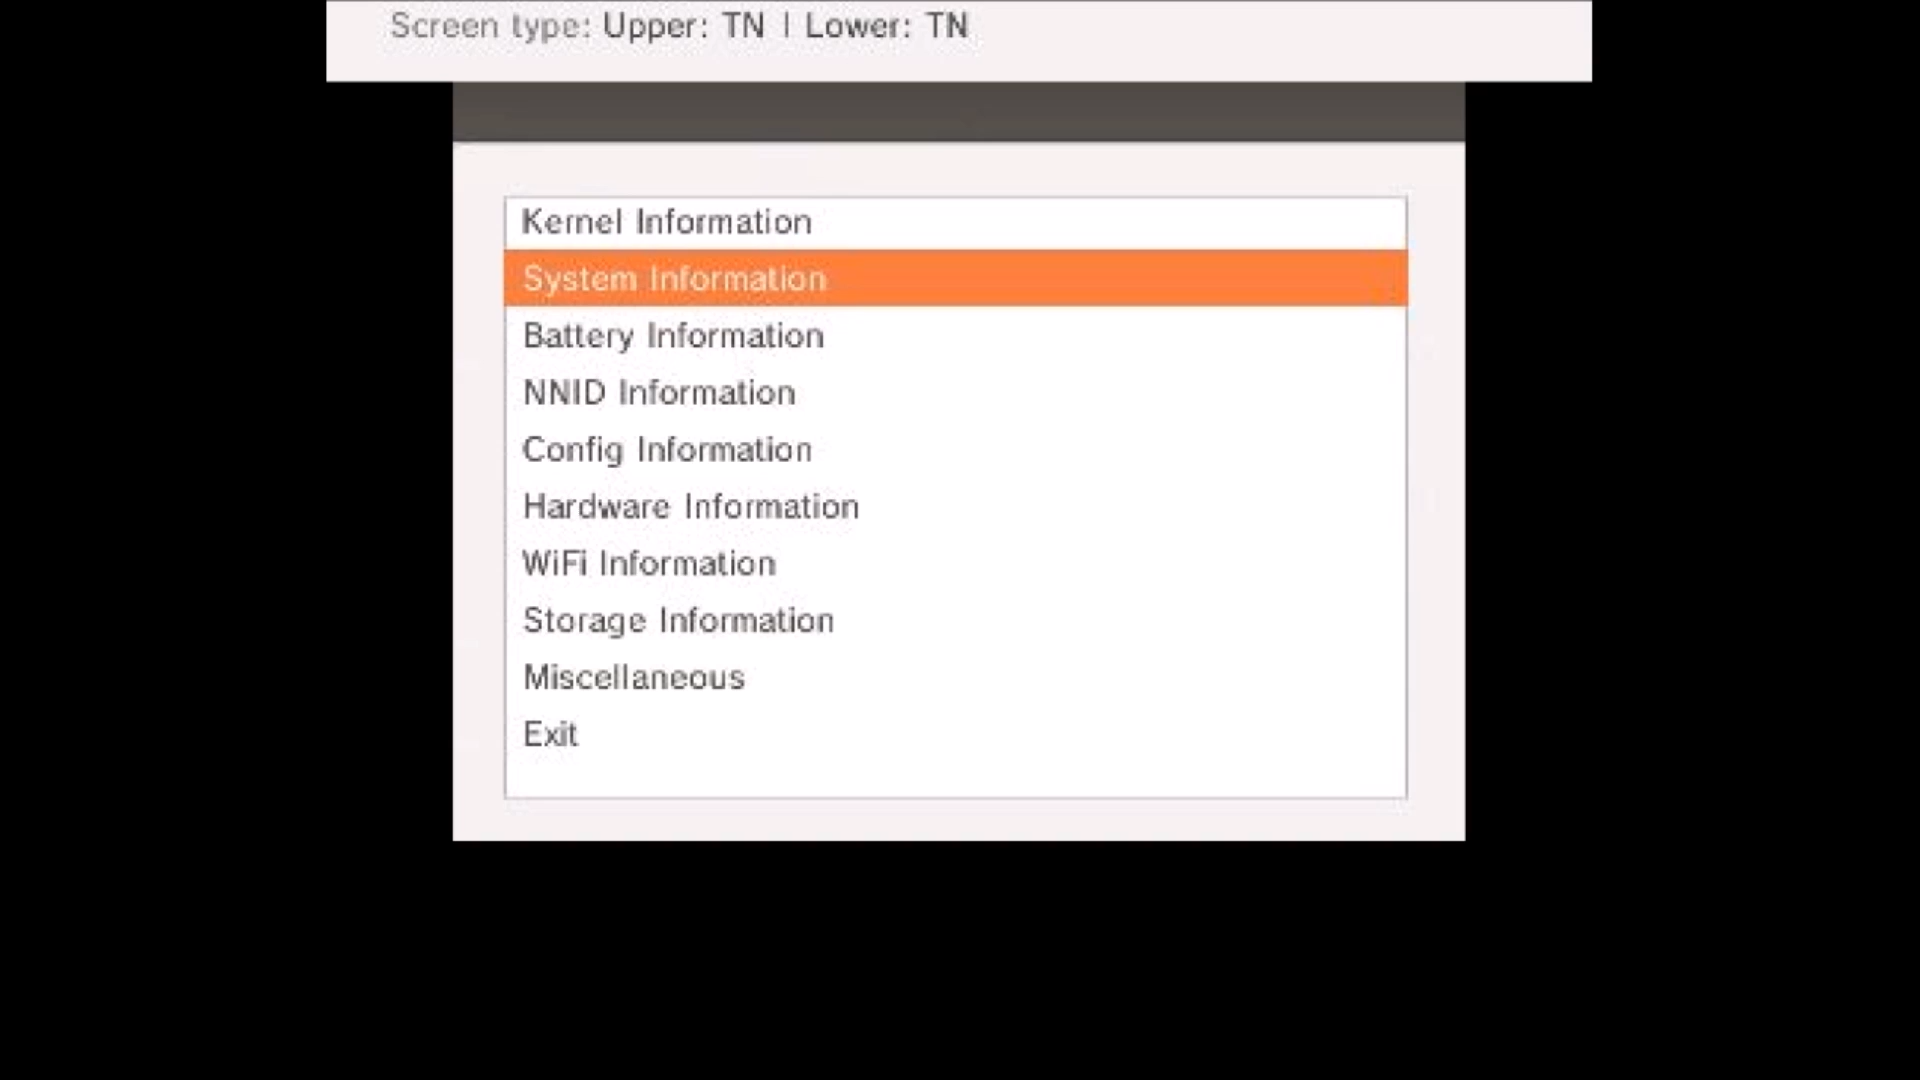 Screen type: Upper: TN | Lower: TN
Kernel Information
System Information
Battery Information
NNID Information
Config Information
Hardware Information
WiFi Information
Storage Information
Miscellaneous
Exit